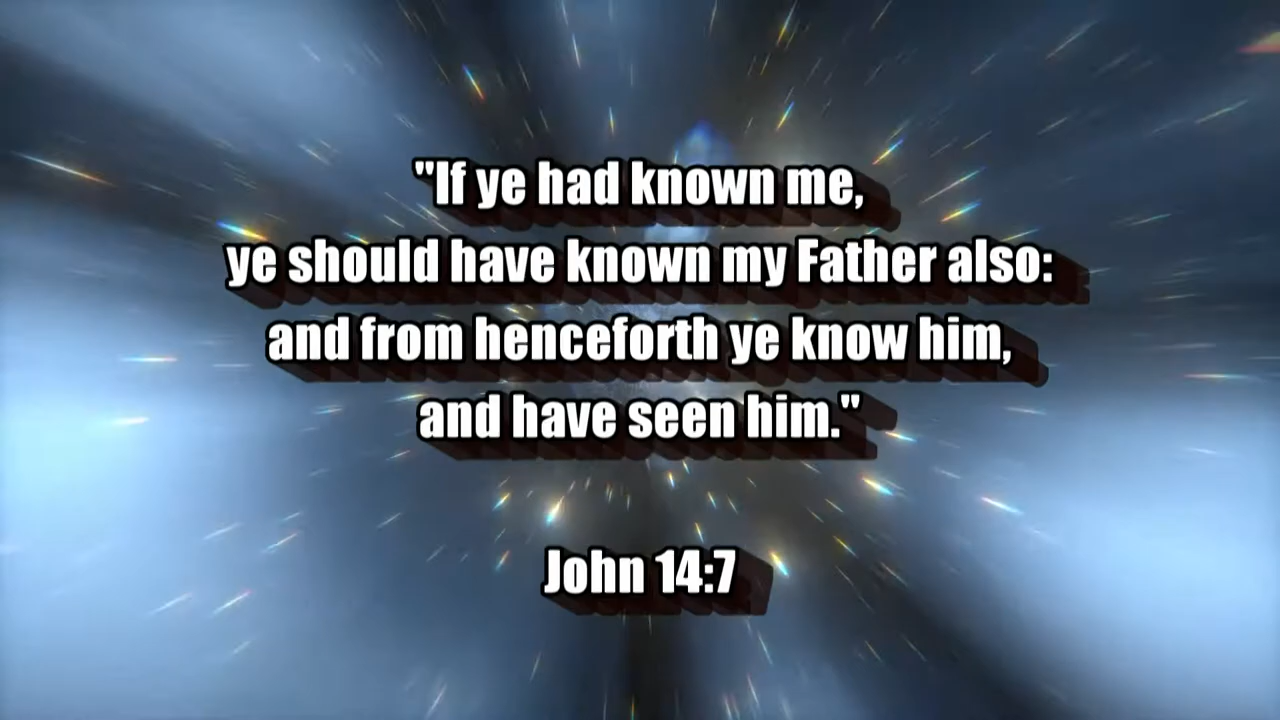 "If ye had known me,
ye should have known my Father also:
and from henceforth ye know him,
and have seen him."
John 14:7